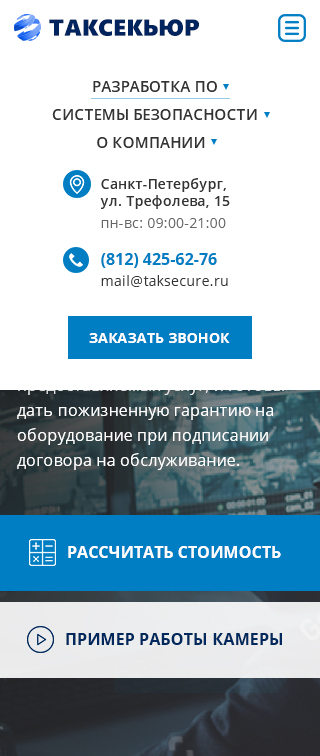 ТАКСЕКЬЮР
РАЗРАБОТКА ПО ▾
СИСТЕМЫ БЕЗОПАСНОСТИ ▾
О КОМПАНИИ ▾
Санкт-Петербург,
ул. Трефолева, 15
пн-вс: 09:00-21:00
(812) 425-62-76
mail@taksecure.ru
ЗАКАЗАТЬ ЗВОНОК
дать пожизненную гарантию на
оборудование при подписании
договора на обслуживание.
РАССЧИТАТЬ СТОИМОСТЬ
ПРИМЕР РАБОТЫ КАМЕРЫ